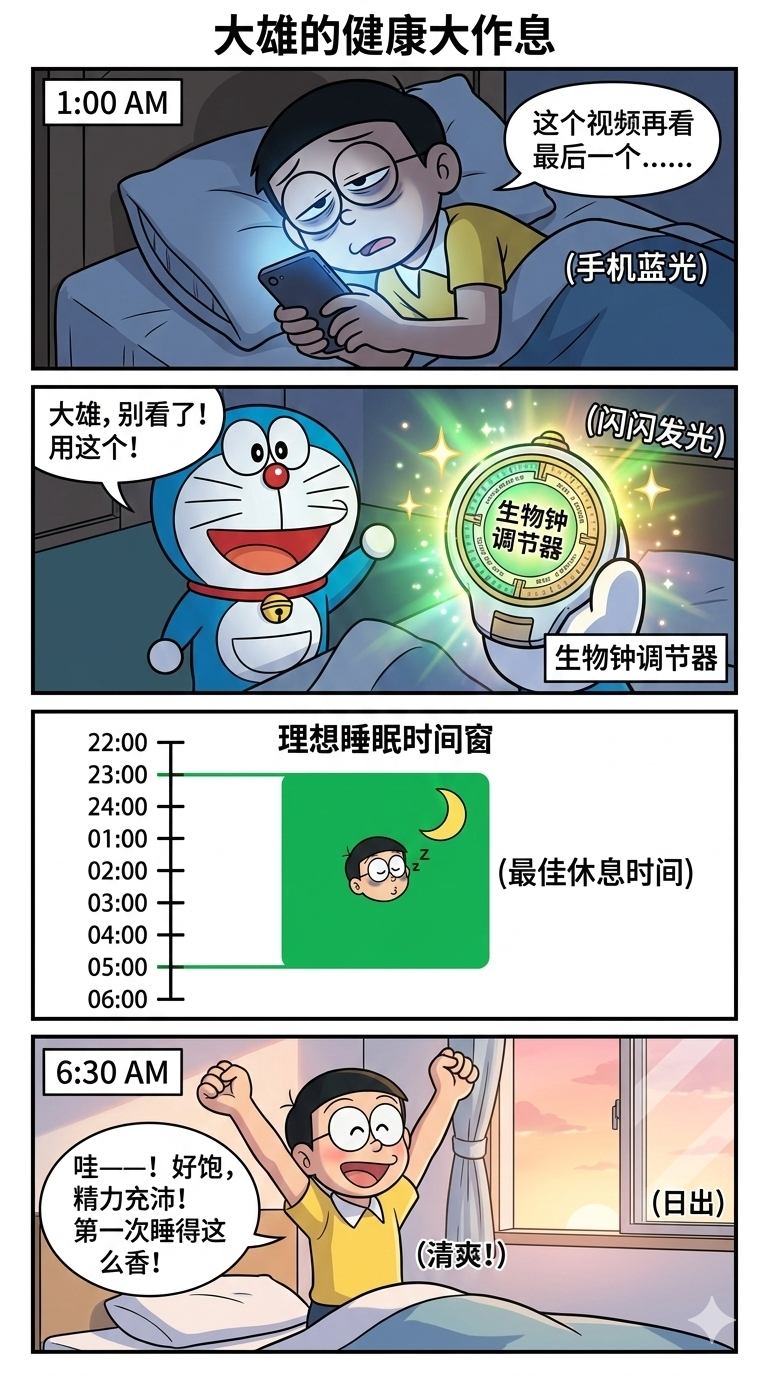 大雄的健康大作息
1:00 AM
这个视频再看
最后一个……
(手机蓝光)
大雄,别看了!
用这个!
(闪闪发光)
生物钟
调节器
生物钟调节器
理想睡眠时间窗
22:00
23:00
24:00
01:00
02:00
03:00
04:00
05:00
06:00
z
Z
(最佳休息时间)
6:30 AM
哇——!好饱,
精力充沛!
第一次睡得这
么香!
(清爽!)
(日出)